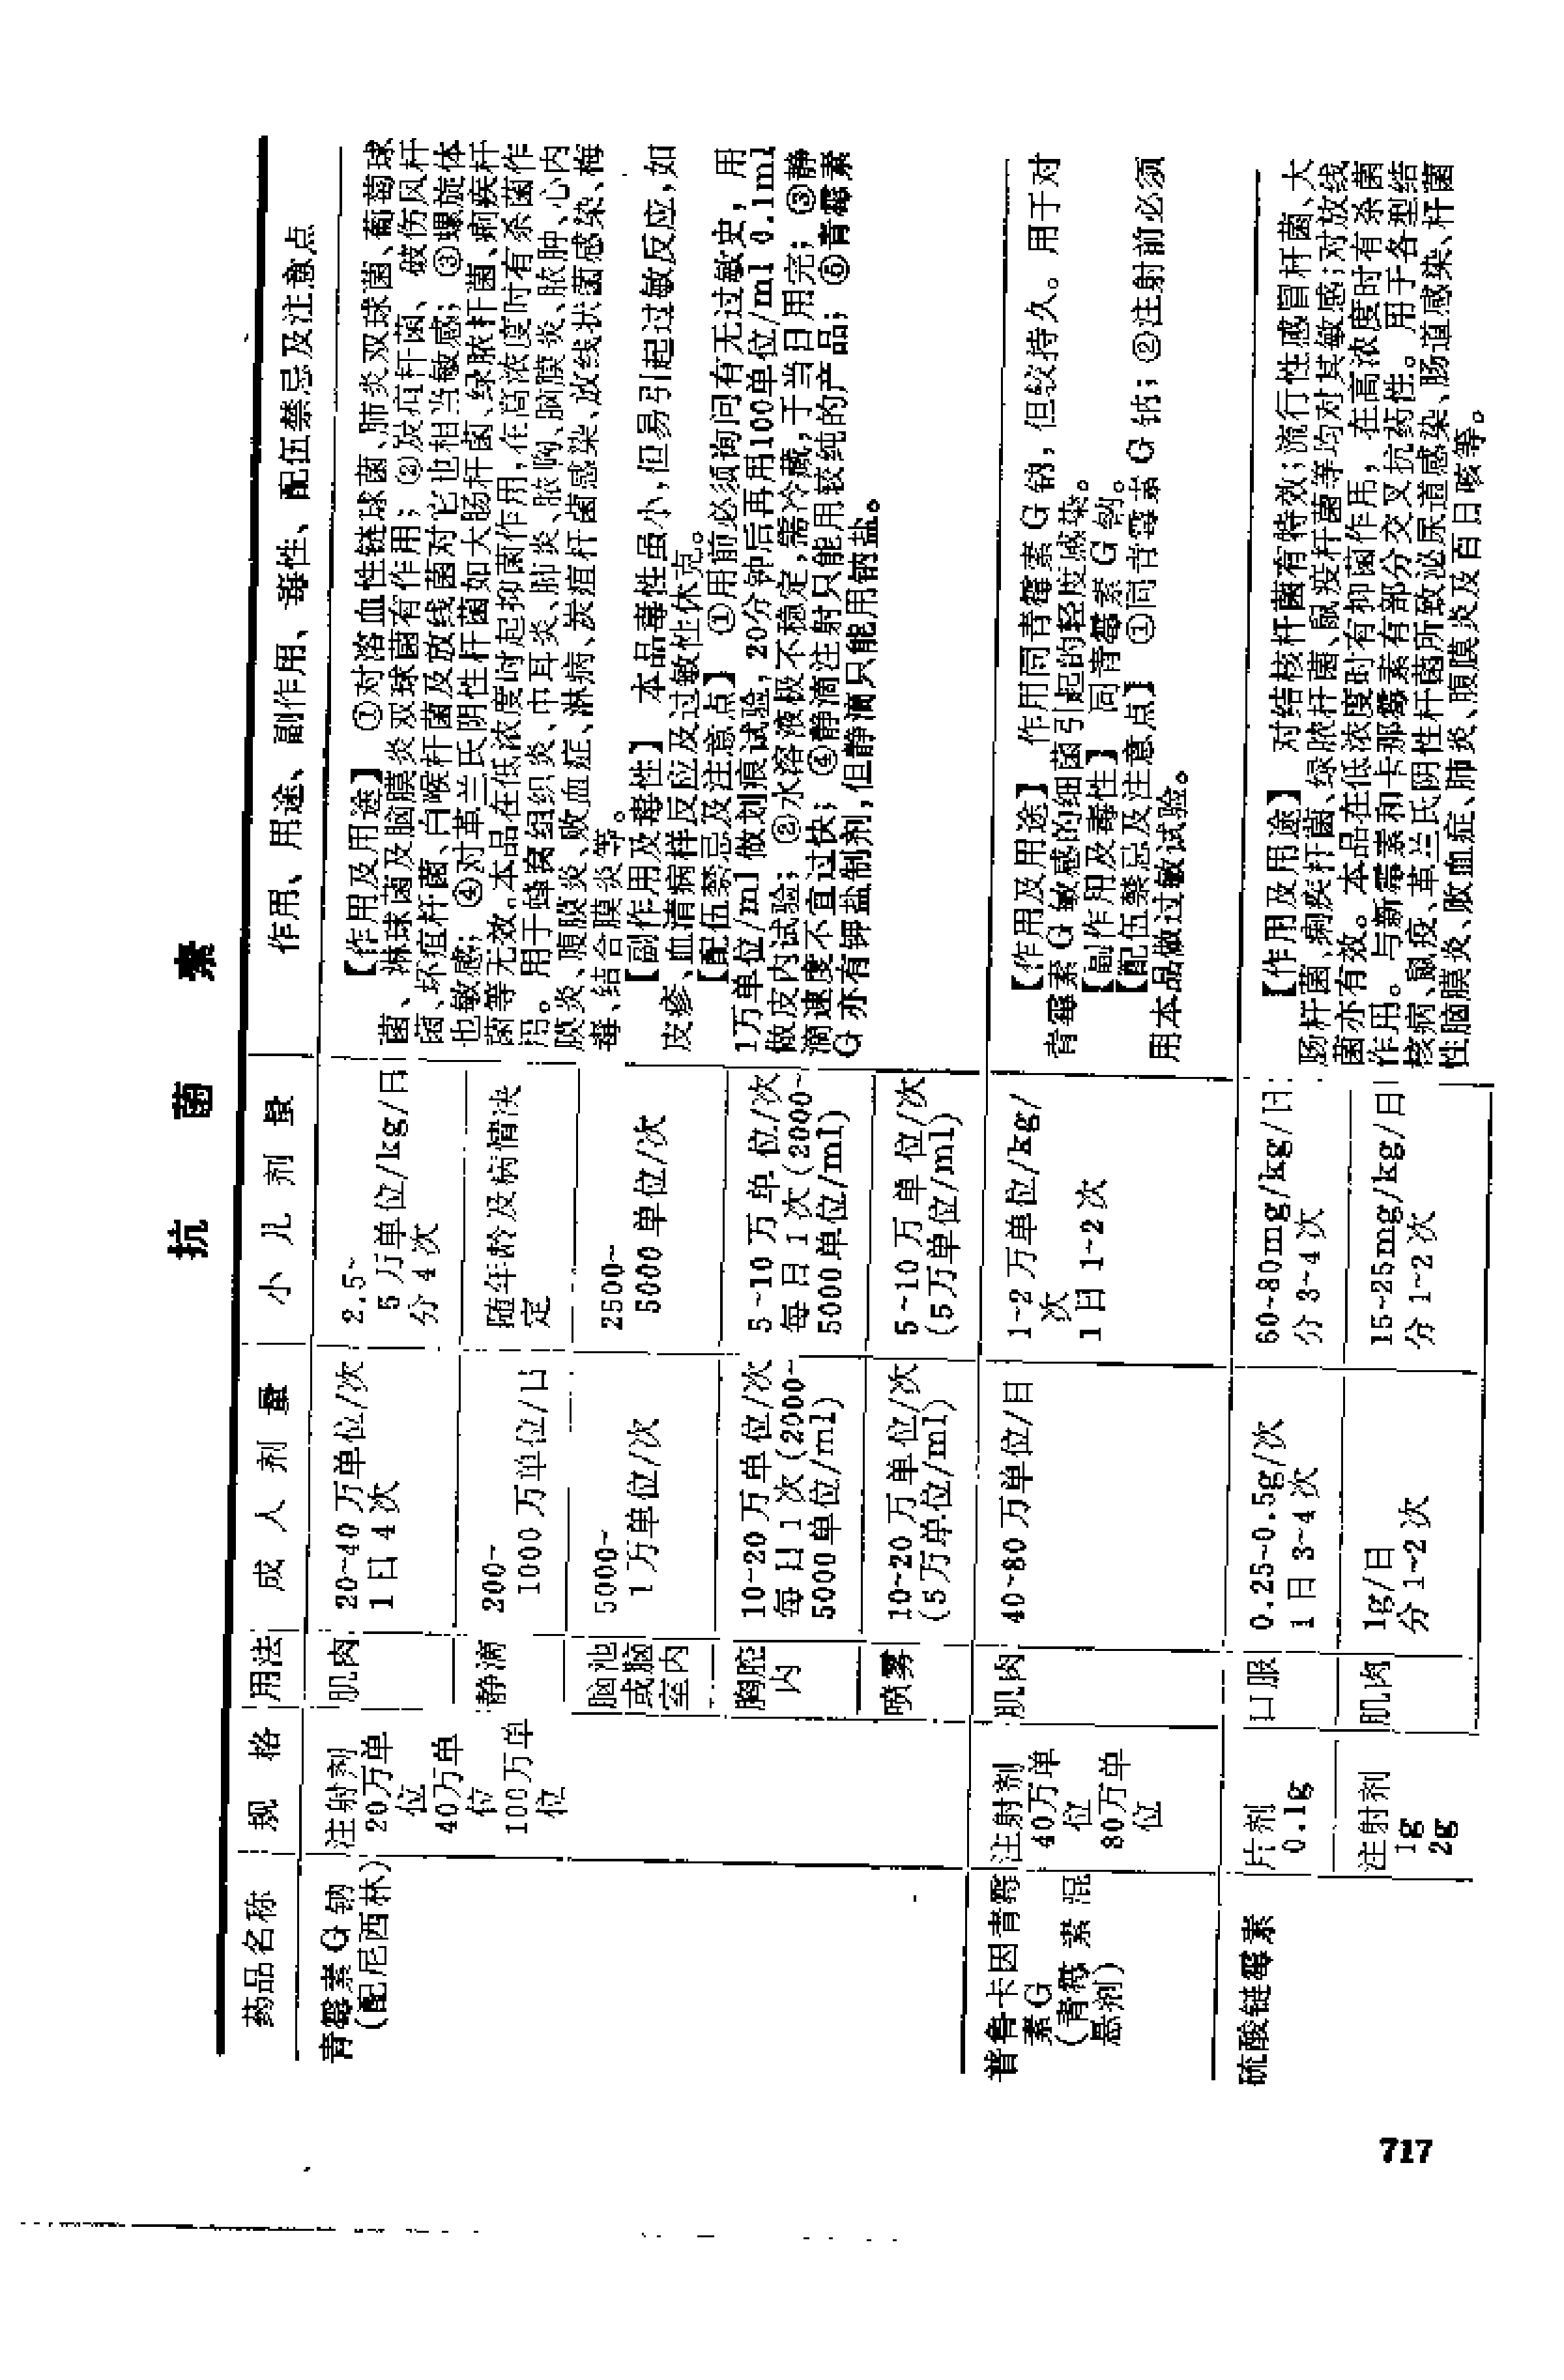 抗菌素
药品名称
规格
用法
成人剂量
小儿剂量
作用、用途、副作用、毒性、配伍禁忌及注意点
青霉素G钠
(配尼西林)
注射剂
20万单
位
40万单
位
100万单
位
肌肉
20~40万单位/次
1日4次
2.5~
5万单位/kg/日
分4次
静滴
200~
1000万单位/日
随年龄及病情决
定
脑池
或脑
室内
5000~
1万单位/次
2500~
5000单位/次
胸腔
内
10~20万单位/次
每日1次(2000~
5000单位/ml)
5~10万单位/次
每日1次(2000~
5000单位/ml)
喷雾
10~20万单位/次
(5万单位/ml)
5~10万单位/次
(5万单位/ml)
【作用及用途】 ①对溶血性链球菌、肺炎双球菌、葡萄球
菌、淋球菌及脑膜炎双球菌有作用；②炭疽杆菌、破伤风杆
菌、坏疽杆菌、白喉杆菌及放线菌对它也相当敏感；③螺旋体
也敏感；④对革兰氏阴性杆菌如大肠杆菌、绿脓杆菌、痢疾杆
菌等无效。本品在低浓度时起抑菌作用，在高浓度时有杀菌作
用。用于蜂窝组织炎、中耳炎、肺炎、脓胸、脑膜炎、脓肿、心内
膜炎、腹膜炎、败血症、淋病、炭疽杆菌感染、放线状菌感染、梅
毒、结合膜炎等。
【副作用及毒性】 本品毒性虽小，但易引起过敏反应，如
皮疹、血清病样反应及过敏性休克。
【配伍禁忌及注意点】 ①用前必须询问有无过敏史，用
1万单位/ml做划痕试验，20分钟后再用100单位/ml 0.1ml
做皮内试验；②水溶液极不稳定，需冷藏，于当日用完；③静
滴速度不宜过快；④静滴注射只能用较纯的产品；⑤青霉素
G亦有钾盐制剂，但静滴只能用钠盐。
普鲁卡因青霉
素G
(青霉素混
悬剂)
注射剂
40万单
位
80万单
位
肌肉
40~80万单位/日
1~2万单位/kg/
次
1日1~2次
【作用及用途】 作用同青霉素G钠，但较持久。用于对
青霉素G敏感的细菌引起的轻度感染。
【副作用及毒性】 同青霉素G钠。
【配伍禁忌及注意点】 ①同青霉素G钠；②注射前必须
用本品做过敏试验。
硫酸链霉素
片剂
0.1g
口服
0.25~0.5g/次
1日3~4次
60~80mg/kg/日
分3~4次
注射剂
1g
2g
肌肉
1g/日
分1~2次
15~25mg/kg/日
分1~2次
【作用及用途】 对结核杆菌有特效；流行性感冒杆菌、大
肠杆菌、痢疾杆菌、绿脓杆菌、鼠疫杆菌等均对其敏感；对放线
菌亦有效。本品在低浓度时有抑菌作用，在高浓度时有杀菌
作用。与新霉素和卡那霉素有部分交叉抗药性。用于各型结
核病、鼠疫、革兰氏阴性杆菌所致泌尿道感染、肠道感染、杆菌
性脑膜炎、败血症、肺炎、腹膜炎及百日咳等。
717